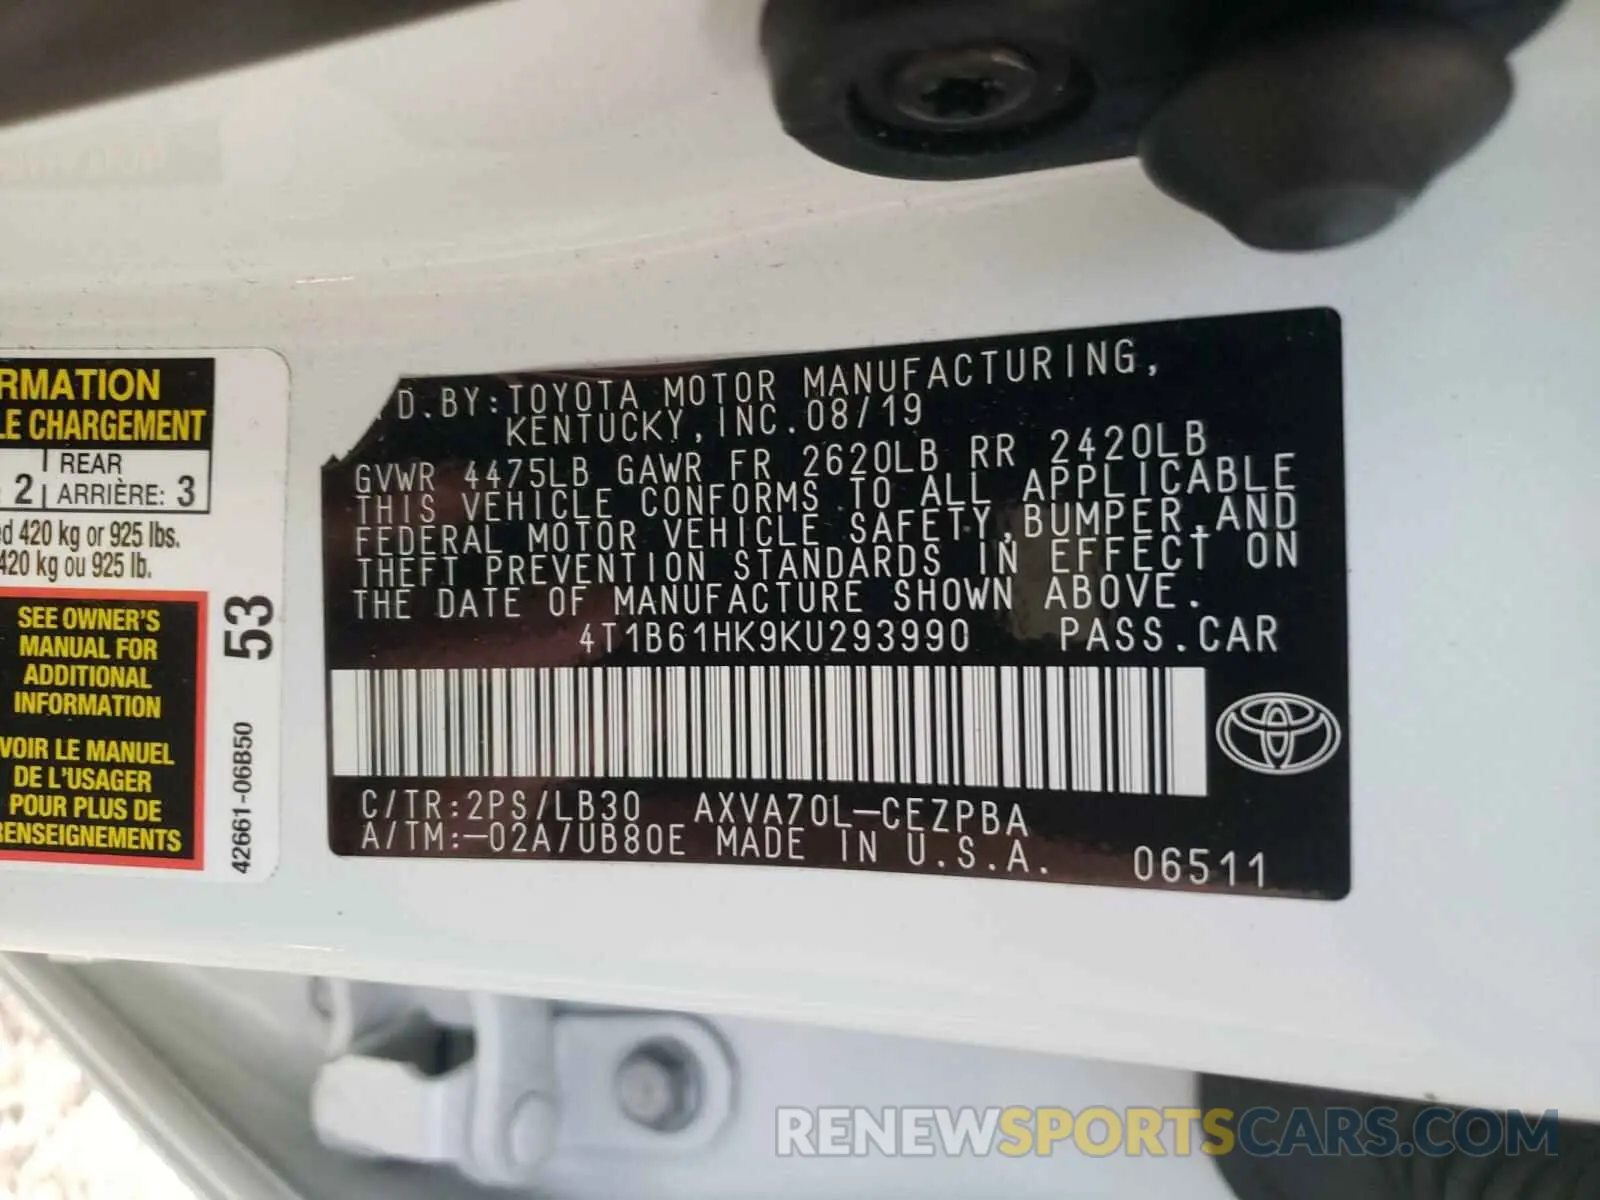 RMATION
LE CHARGEMENT
2 REAR
ARRIÈRE: 3
d 420 kg or 925 lbs.
420 kg ou 925 lb.
SEE OWNER'S
MANUAL FOR
ADDITIONAL
INFORMATION
VOIR LE MANUEL
DE L'USAGER
POUR PLUS DE
RENSEIGNEMENTS
53
42661-06B50
D.BY:TOYOTA MOTOR MANUFACTURING,
KENTUCKY,INC.08/19
GVWR 4475LB GAWR FR 2620LB RR 2420LB
THIS VEHICLE CONFORMS TO ALL APPLICABLE
FEDERAL MOTOR VEHICLE SAFETY,BUMPER,AND
THEFT PREVENTION STANDARDS IN EFFECT ON
THE DATE OF MANUFACTURE SHOWN ABOVE.
4T1B61HK9KU293990 PASS.CAR
C/TR:2PS/LB30 AXVA70L-CEZPBA
A/TM:-02A/UB80E MADE IN U.S.A. 06511
RENEWSPORTSCARS.COM